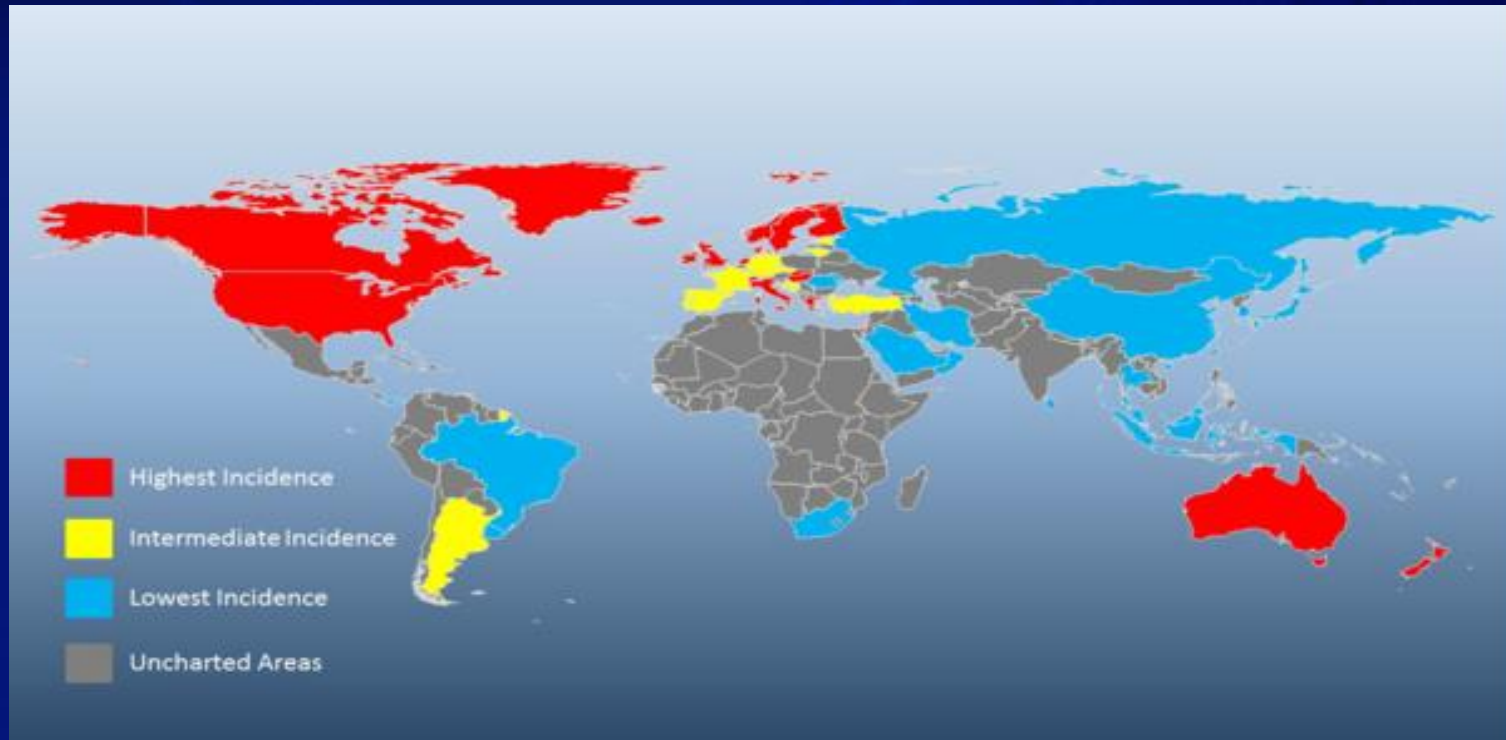 Highest Incidence
Intermediate Incidence
Lowest Incidence
Uncharted Areas